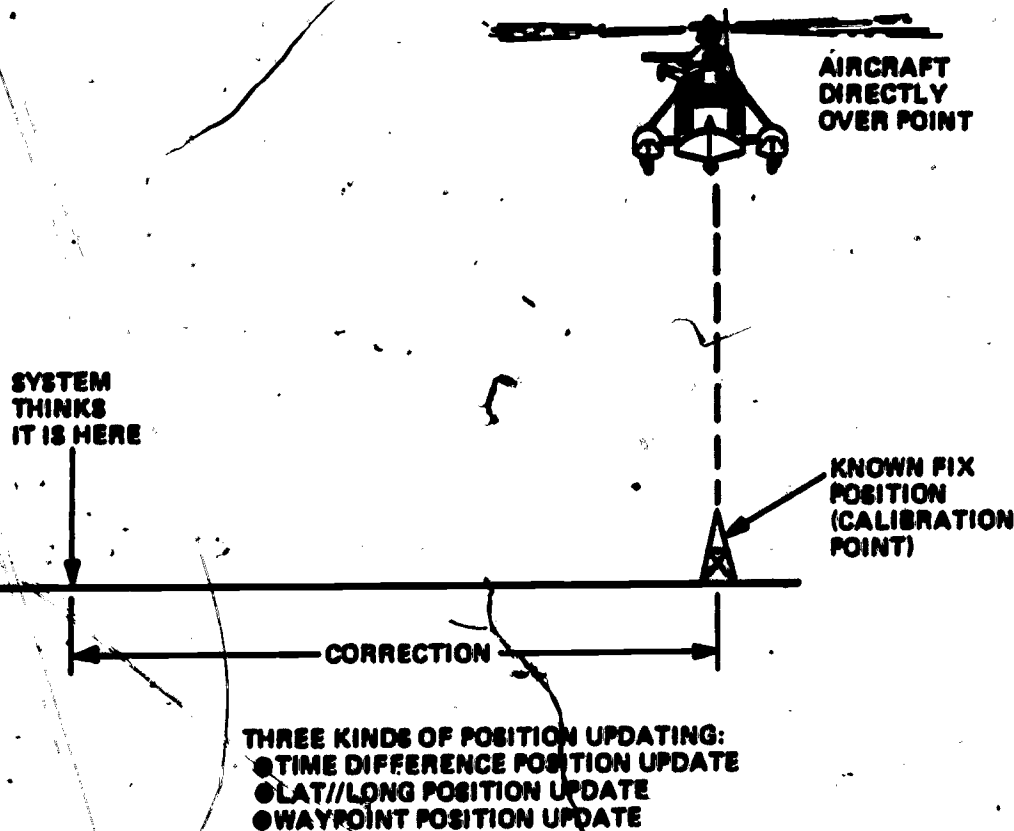 AIRCRAFT
DIRECTLY
OVER POINT
SYSTEM
THINKS
IT IS HERE
KNOWN FIX
POSITION
(CALIBRATION
POINT)
CORRECTION
THREE KINDS OF POSITION UPDATING:
●TIME DIFFERENCE POSITION UPDATE
●LAT//LONG POSITION UPDATE
●WAYPOINT POSITION UPDATE